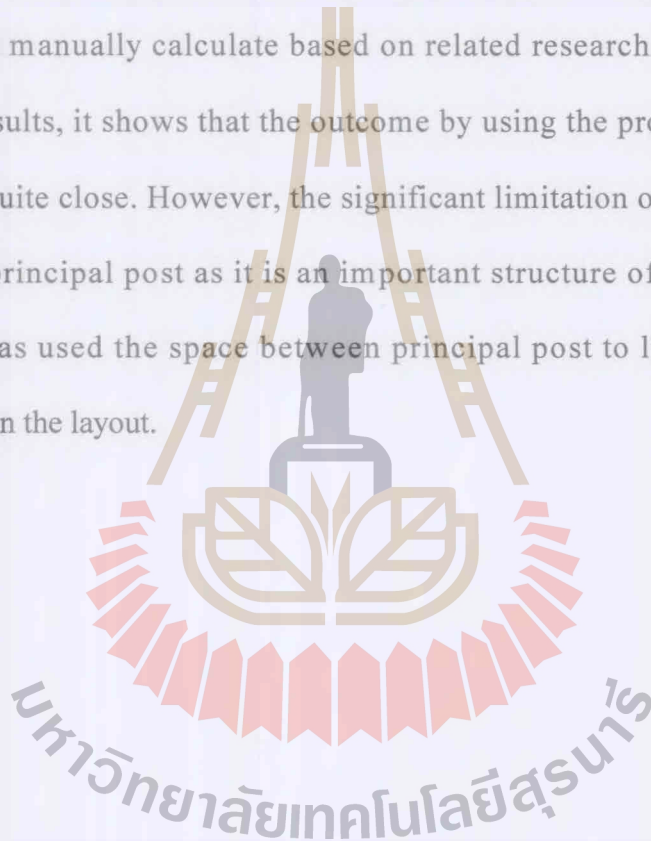 manually calculate based on related research
sults, it shows that the outcome by using the pro
uite close. However, the significant limitation o
principal post as it is an important structure of
as used the space between principal post to l
n the layout.
มหาวิทยาลัยเทคโนโลยีสุรนารี